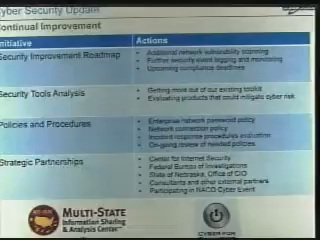 yber Security Update
ontinual Improvement
nitiative Actions
Security Improvement Roadmap
• Additional network vulnerability scanning
• Further security event logging and monitoring
• Upcoming compliance deadlines
Security Tools Analysis
• Getting more out of our existing toolkit
• Evaluating products that could mitigate cyber risk
Policies and Procedures
• Enterprise network password policy
• Network connection policy
• Incident response procedures evaluation
• On-going review of needed policies
Strategic Partnerships
• Center for Internet Security
• Federal Bureau of Investigations
• State of Nebraska, Office of CIO
• Consultants and other external partners
• Participating in NACO Cyber Event
MULTI-STATE
Information Sharing
& Analysis Center